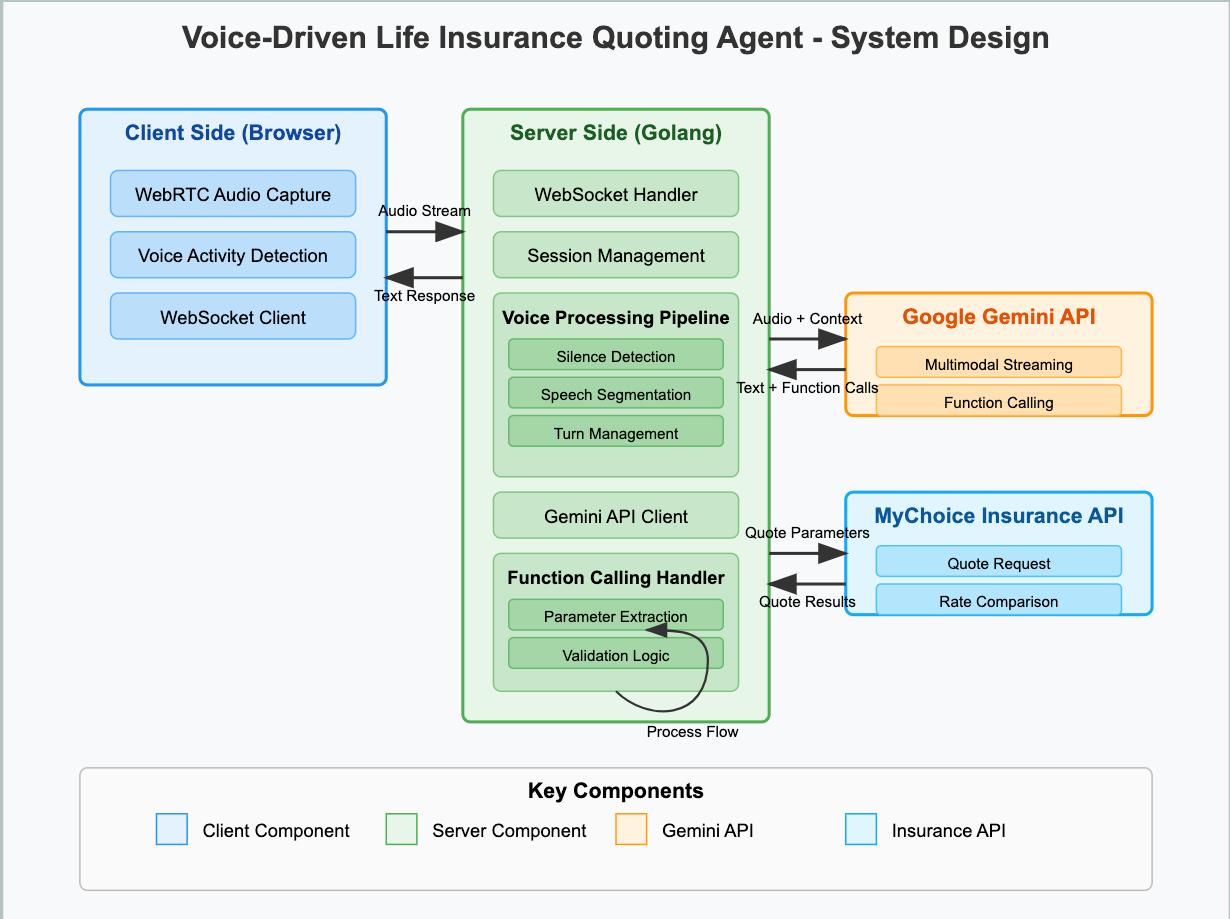 Voice-Driven Life Insurance Quoting Agent - System Design
Client Side (Browser)
WebRTC Audio Capture
Voice Activity Detection
WebSocket Client
Audio Stream
Text Response
Server Side (Golang)
WebSocket Handler
Session Management
Voice Processing Pipeline
Silence Detection
Speech Segmentation
Turn Management
Gemini API Client
Function Calling Handler
Parameter Extraction
Validation Logic
Process Flow
Audio + Context
Text + Function Calls
Google Gemini API
Multimodal Streaming
Function Calling
Quote Parameters
Quote Results
MyChoice Insurance API
Quote Request
Rate Comparison
Key Components
Client Component
Server Component
Gemini API
Insurance API